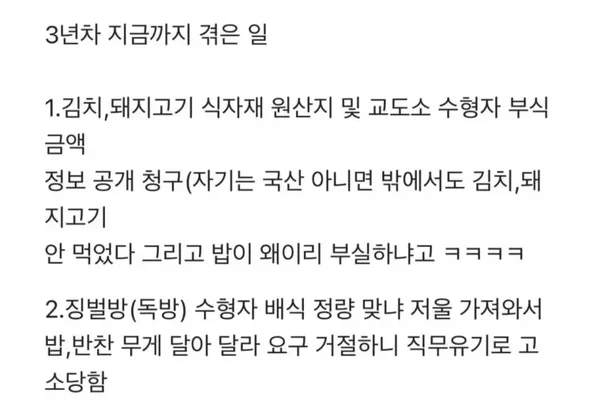 3년차 지금까지 겪은 일
1.김치,돼지고기 식자재 원산지 및 교도소 수형자 부식
금액
정보 공개 청구(자기는 국산 아니면 밖에서도 김치,돼
지고기
안 먹었다 그리고 밥이 왜이리 부실하냐고 ㅋㅋㅋㅋ
2.징벌방(독방) 수형자 배식 정량 맞냐 저울 가져와서
밥,반찬 무게 달아 달라 요구 거절하니 직무유기로 고
소당함